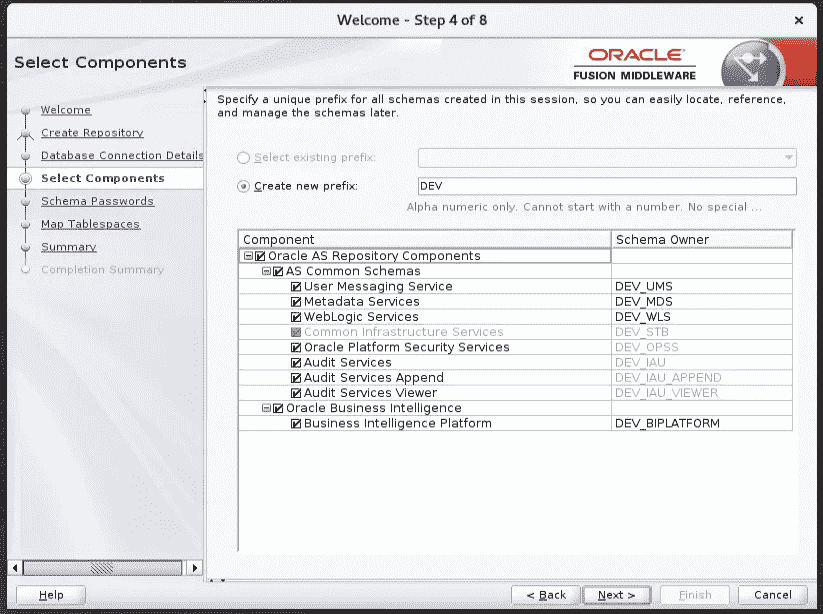 Welcome - Step 4 of 8
Select Components
ORACLE
FUSION MIDDLEWARE
Welcome
Create Repository
Database Connection Details
Select Components
Schema Passwords
Map Tablespaces
Summary
Completion Summary
Specify a unique prefix for all schemas created in this session, so you can easily locate, reference,
and manage the schemas later.
Select existing prefix:
Create new prefix: DEV
Alpha numeric only. Cannot start with a number. No special ...
Component Schema Owner
Oracle AS Repository Components
AS Common Schemas
User Messaging Service DEV_UMS
Metadata Services DEV_MDS
WebLogic Services DEV_WLS
Common Infrastructure Services DEV_STB
Oracle Platform Security Services DEV_OPSS
Audit Services DEV_IAU
Audit Services Append DEV_IAU_APPEND
Audit Services Viewer DEV_IAU_VIEWER
Oracle Business Intelligence
Business Intelligence Platform DEV_BIPLATFORM
Help < Back Next > Finish Cancel